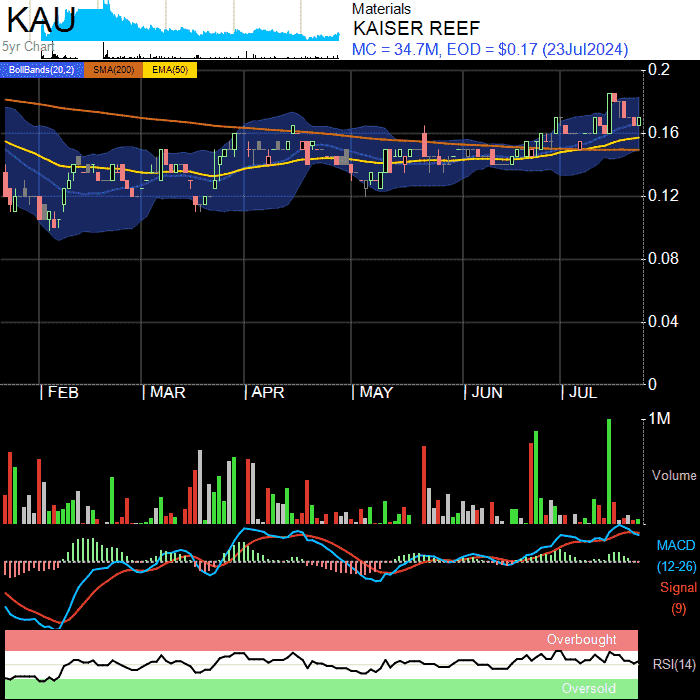 KAU
5yr Chart
Materials
KAISER REEF
MC = 34.7M, EOD = $0.17 (23Jul2024)
BollBands(20,2) SMA(200) EMA(50)
0.2
0.16
0.12
0.08
0.04
0
FEB MAR APR MAY JUN JUL
1M
Volume
MACD
(12-26)
Signal
(9)
Overbought
RSI(14)
Oversold